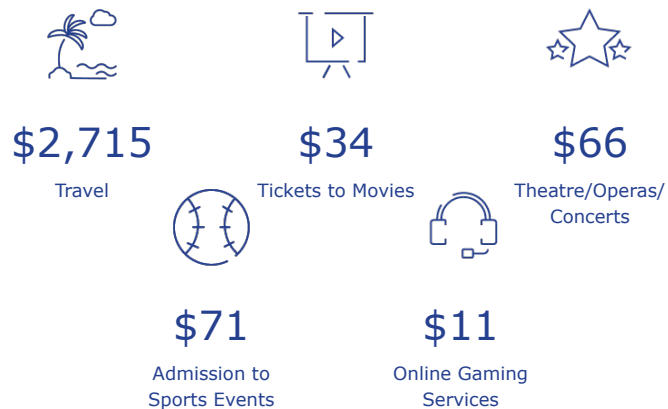 $2,715
Travel
$34
Tickets to Movies
$66
Theatre/Operas/
Concerts
$71
Admission to
Sports Events
$11
Online Gaming
Services